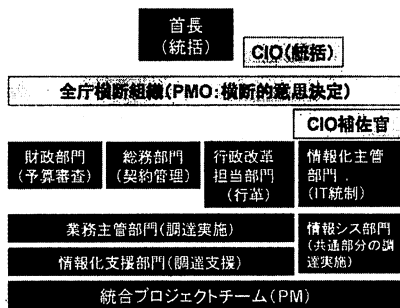 首長
(統括)
CIO(統括)
全庁横断組織(PMO:横断的意思決定)
CIO補佐官
財政部門
(予算審査)
総務部門
(契約管理)
行政改革
担当部門
(行革)
情報化主管
部門
(IT統制)
業務主管部門(調達実施)
情報化支援部門(調達支援)
情報シス部門
(共通部分の調
達実施)
統合プロジェクトチーム(PM)